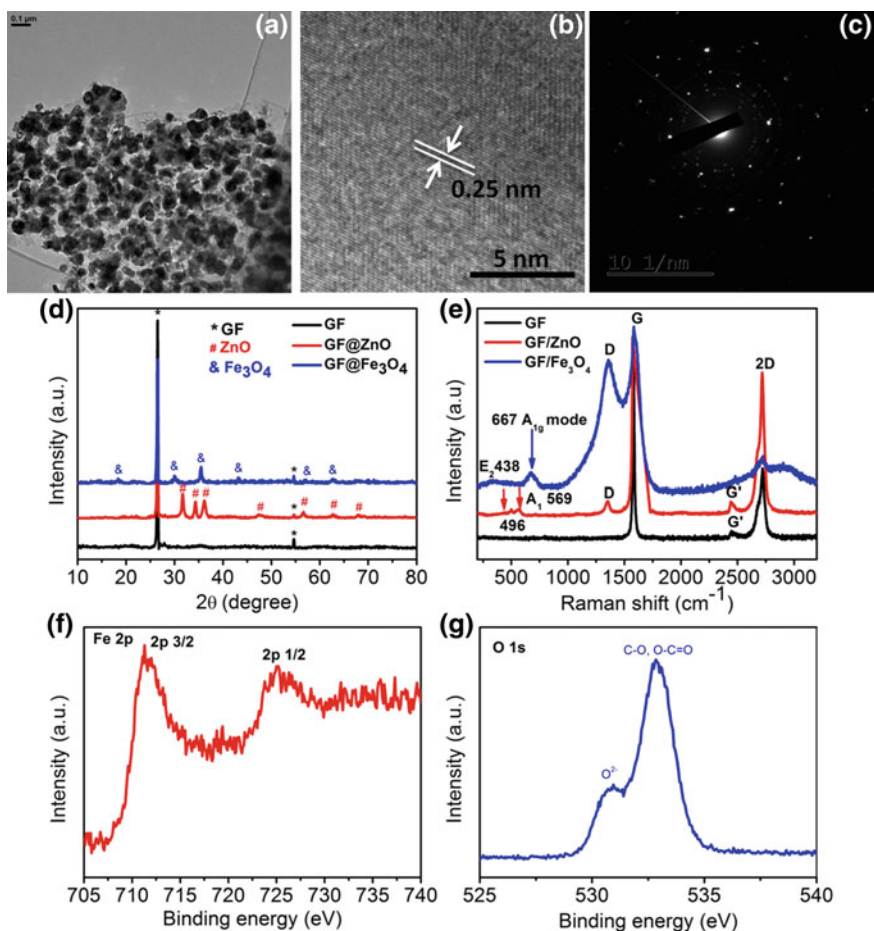 0.1 µm
(a)
(b)
(c)
0.25 nm
5 nm
10 1/nm
(d)
*
* GF
# ZnO
& Fe₃O₄
GF
GF@ZnO
GF@Fe₃O₄
& & & & * & &
# # # # * # # #
*
Intensity (a.u.)
10 20 30 40 50 60 70 80
2θ (degree)
(e)
GF
GF/ZnO
GF/Fe₃O₄
G
D
2D
667 A1g mode
E₂438
A₁ 569
496
D
G'
G'
Intensity (a.u)
500 1000 1500 2000 2500 3000
Raman shift (cm⁻¹)
(f)
Fe 2p
2p 3/2
2p 1/2
Intensity (a.u.)
705 710 715 720 725 730 735 740
Binding energy (eV)
(g)
O 1s
C-O, O-C=O
O²⁻
Intensity (a.u.)
525 530 535 540
Binding energy (eV)